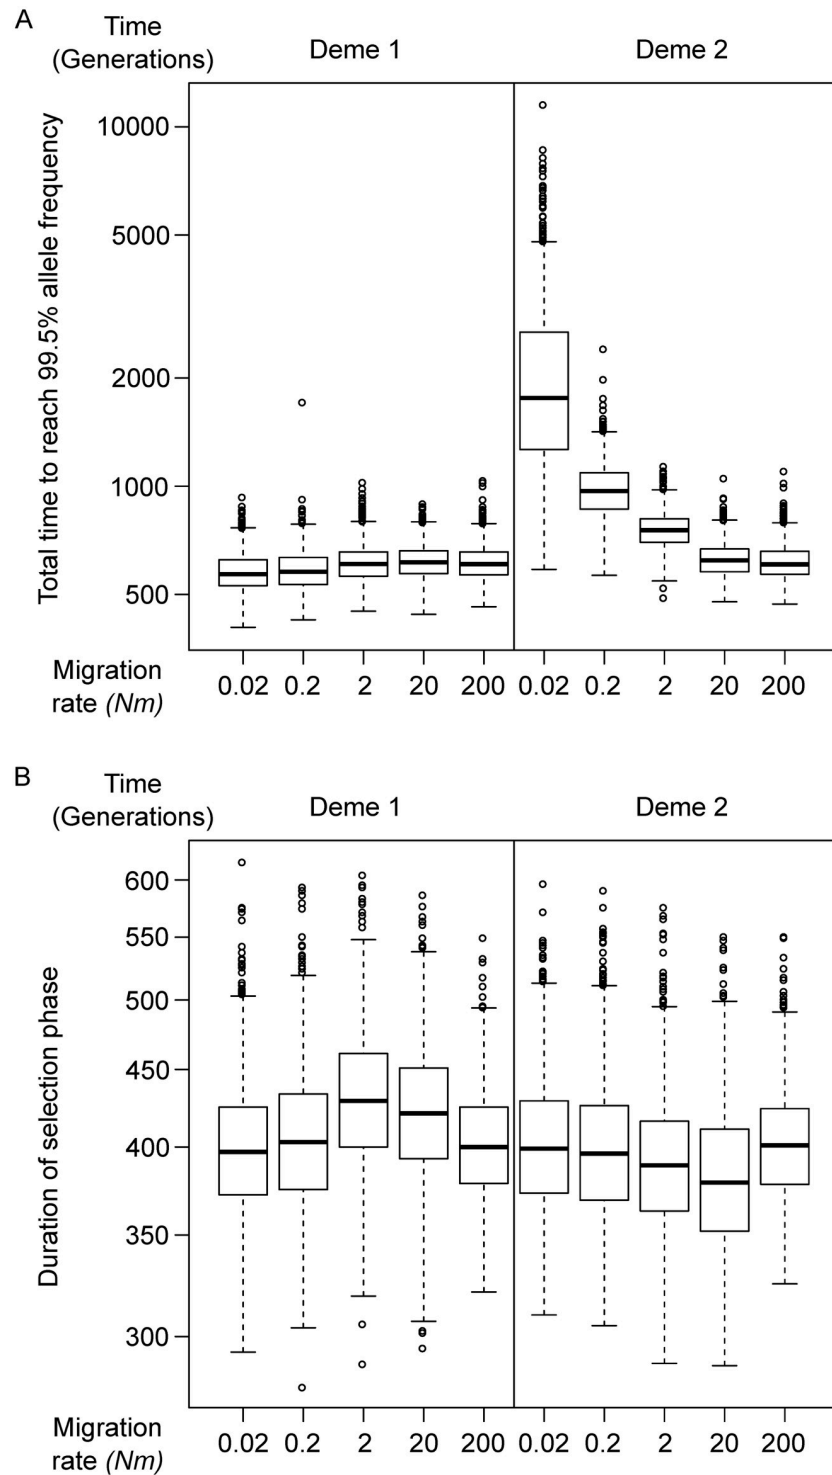 A
Time
(Generations)
Deme 1
Deme 2
Total time to reach 99.5% allele frequency
10000
5000
2000
1000
500
Migration
rate (Nm)
0.02 0.2 2 20 200 0.02 0.2 2 20 200
B
Time
(Generations)
Deme 1
Deme 2
Duration of selection phase
600
550
500
450
400
350
300
Migration
rate (Nm)
0.02 0.2 2 20 200 0.02 0.2 2 20 200